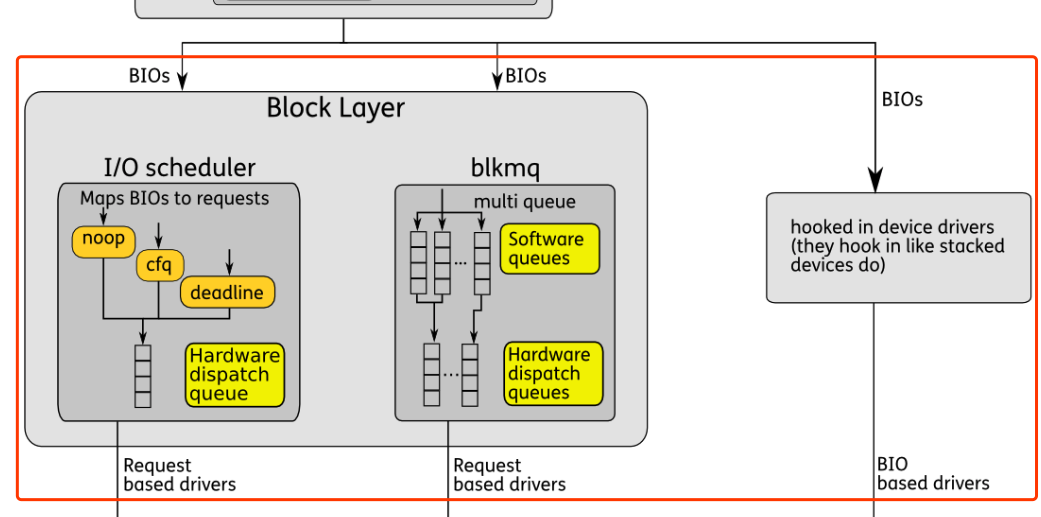 BIOs
BIOs
BIOs
Block Layer
I/O scheduler
Maps BIOs to requests
noop
cfq
deadline
Hardware
dispatch
queue
blkmq
multi queue
Software
queues
...
Hardware
dispatch
queues
...
hooked in device drivers
(they hook in like stacked
devices do)
Request
based drivers
Request
based drivers
BIO
based drivers